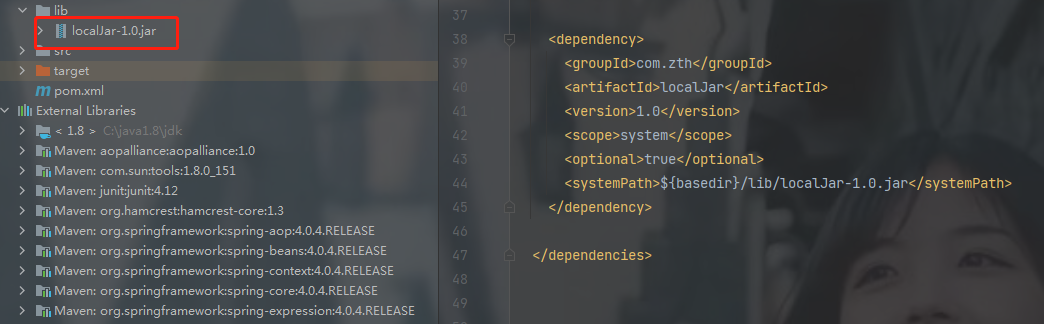 lib
localJar-1.0.jar
src
target
pom.xml
External Libraries
< 1.8 > C:\java1.8\jdk
Maven: aopalliance:aopalliance:1.0
Maven: com.sun:tools:1.8.0_151
Maven: junit:junit:4.12
Maven: org.hamcrest:hamcrest-core:1.3
Maven: org.springframework:spring-aop:4.0.4.RELEASE
Maven: org.springframework:spring-beans:4.0.4.RELEASE
Maven: org.springframework:spring-context:4.0.4.RELEASE
Maven: org.springframework:spring-core:4.0.4.RELEASE
Maven: org.springframework:spring-expression:4.0.4.RELEASE
37
38 <dependency>
39 <groupId>com.zth</groupId>
40 <artifactId>localJar</artifactId>
41 <version>1.0</version>
42 <scope>system</scope>
43 <optional>true</optional>
44 <systemPath>${basedir}/lib/localJar-1.0.jar</systemPath>
45 </dependency>
46
47 </dependencies>
48
49